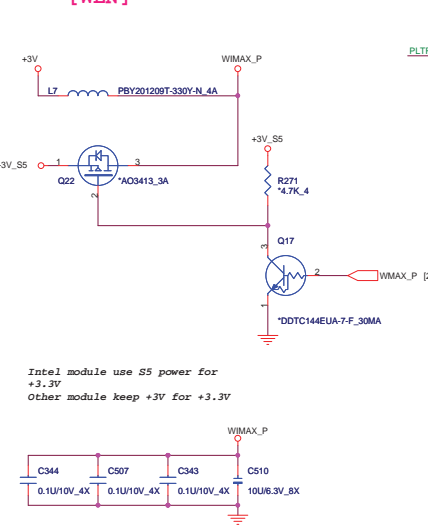 [WLN]
+3V
WIMAX_P
PLTR
L7
PBY201209T-330Y-N_4A
+3V_S5
+3V_S5
1
3
Q22
*AO3413_3A
2
R271
*4.7K_4
3
Q17
2
WMAX_P
1
*DDTC144EUA-7-F_30MA
Intel module use S5 power for
+3.3V
Other module keep +3V for +3.3V
WIMAX_P
C344
C507
C343
C510
0.1U/10V_4X
0.1U/10V_4X
0.1U/10V_4X
10U/6.3V_8X